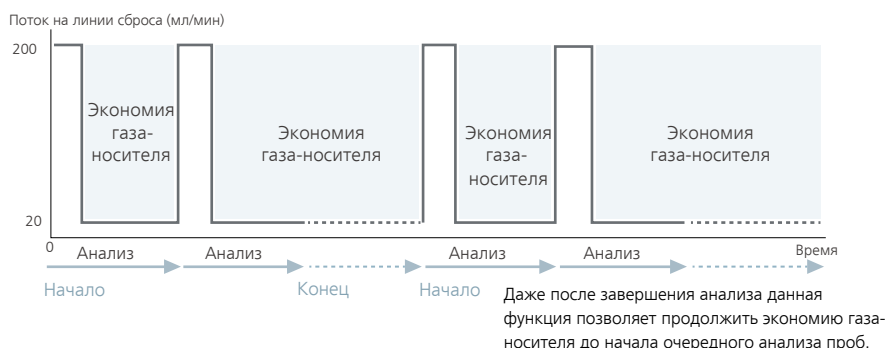 Поток на линии сброса (мл/мин)
200
Экономия
газа-
носителя
Экономия
газа-носителя
Экономия
газа-
носителя
Экономия
газа-носителя
20
0
Анализ
Анализ
Анализ
Анализ
Время
Начало
Конец
Начало
Даже после завершения анализа данная
функция позволяет продолжить экономию газа-
носителя до начала очередного анализа проб.